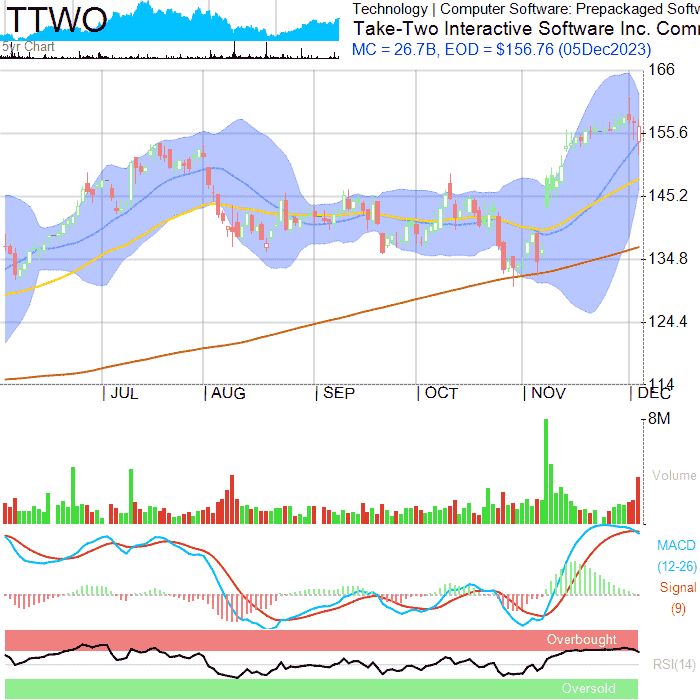 TTWO
5yr Chart
Technology | Computer Software: Prepackaged Softw
Take-Two Interactive Software Inc. Comm
MC = 26.7B, EOD = $156.76 (05Dec2023)
166
155.6
145.2
134.8
124.4
114
JUL AUG SEP OCT NOV DEC
8M
Volume
MACD
(12-26)
Signal
(9)
Overbought
RSI(14)
Oversold